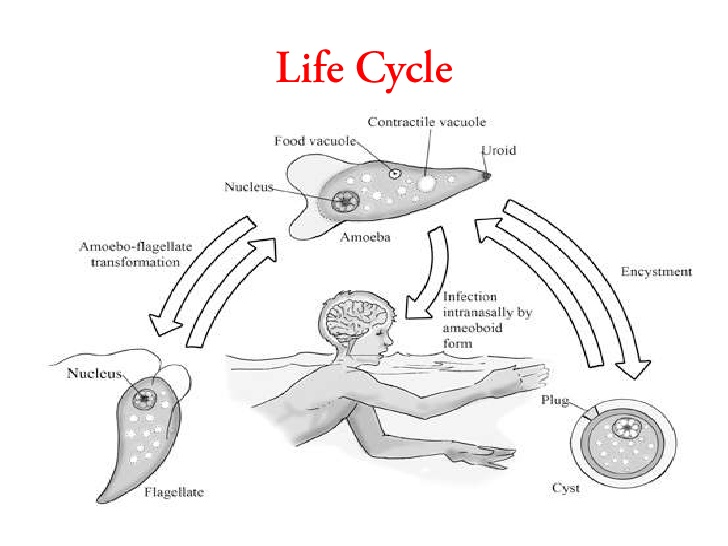 Life Cycle
Contractile vacuole
Food vacuole
Uroid
Nucleus
Amoeba
Amoebo-flagellate
transformation
Encystment
Infection
intranasally by
ameoboid
form
Nucleus
Plug
Flagellate
Cyst